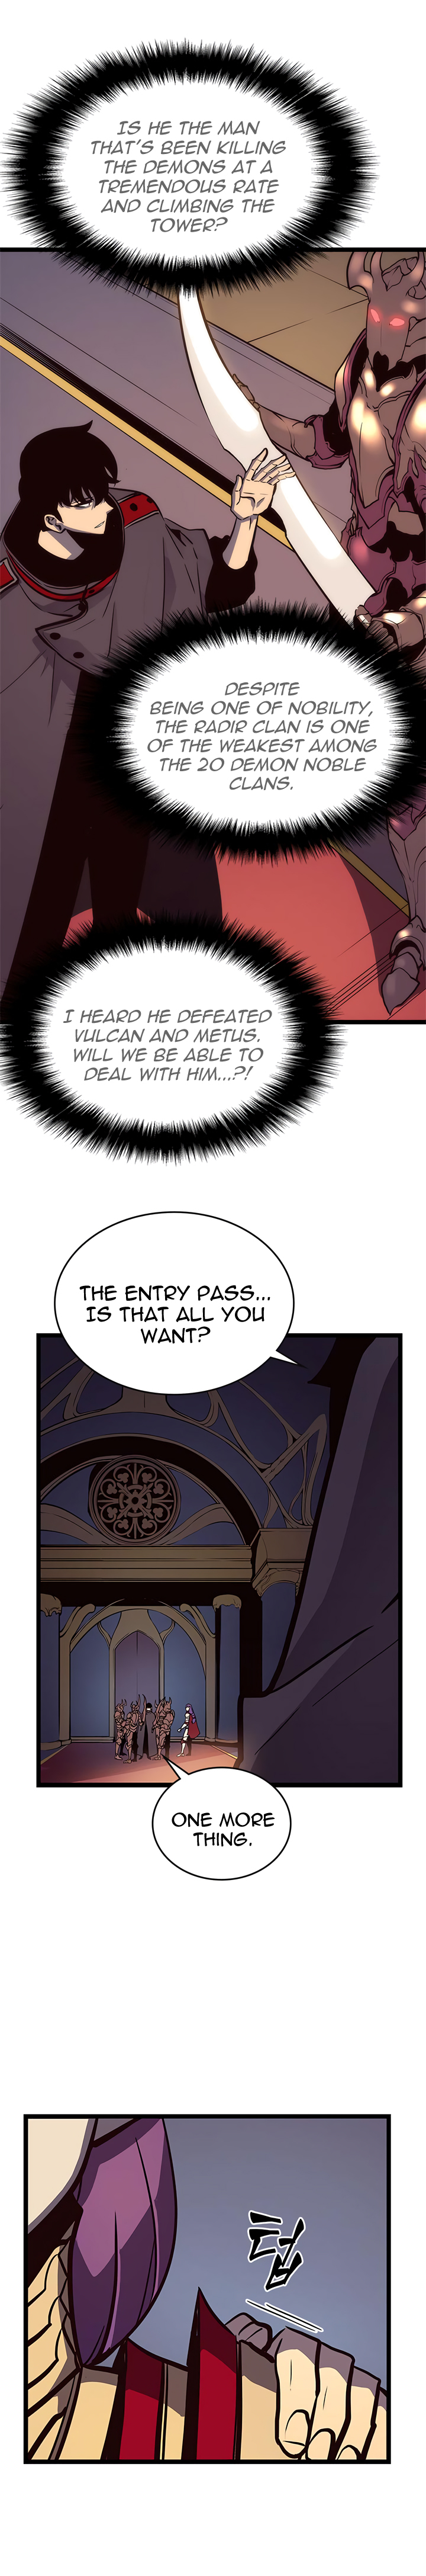 IS HE THE MAN
THAT'S BEEN KILLING
THE DEMONS AT A
TREMENDOUS RATE
AND CLIMBING THE
TOWER?
DESPITE
BEING ONE OF NOBILITY,
THE RADIR CLAN IS ONE
OF THE WEAKEST AMONG
THE 20 DEMON NOBLE
CLANS.
I HEARD HE DEFEATED
VULCAN AND METUS.
WILL WE BE ABLE TO
DEAL WITH HIM...?!
THE ENTRY PASS...
IS THAT ALL YOU
WANT?
ONE MORE
THING.
텁